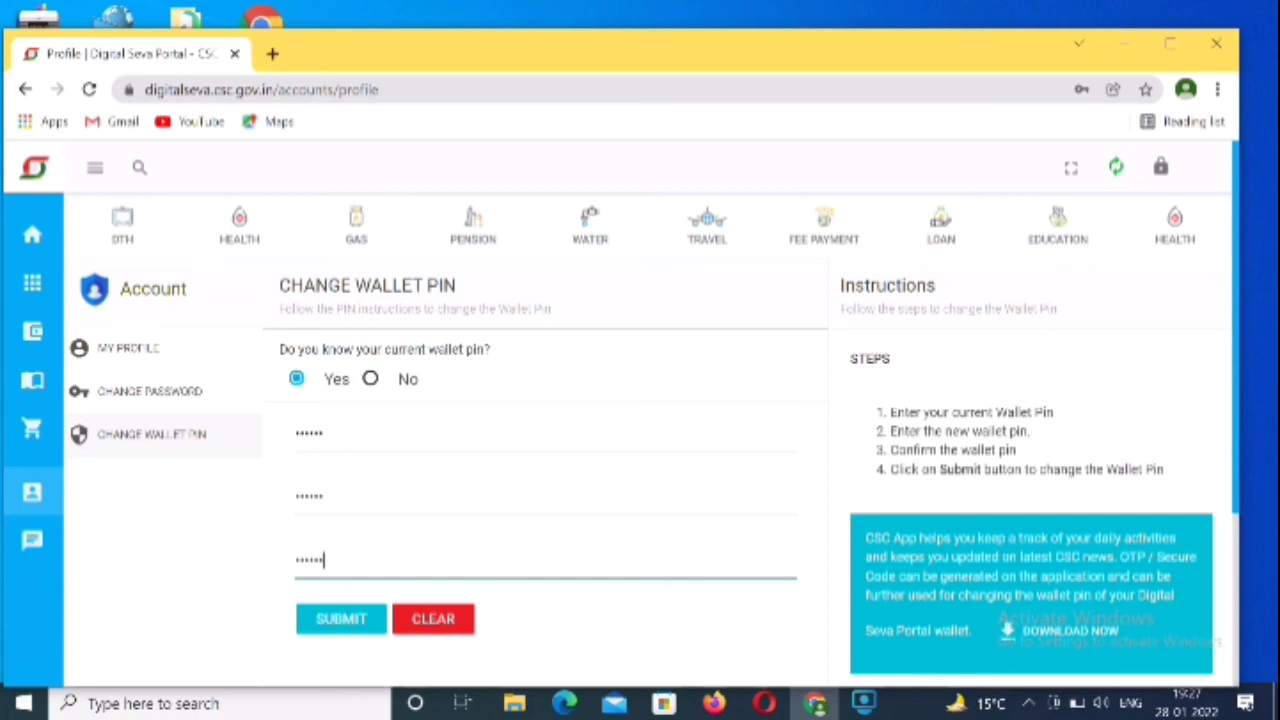 Profile | Digital Seva Portal - CSC
digitalseva.csc.gov.in/accounts/profile
Apps Gmail YouTube Maps Reading list
DTH HEALTH GAS PENSION WATER TRAVEL FEE PAYMENT LOAN EDUCATION HEALTH
Account
MY PROFILE
CHANGE PASSWORD
CHANGE WALLET PIN
CHANGE WALLET PIN
Follow the PIN instructions to change the Wallet Pin
Do you know your current wallet pin?
Yes No
SUBMIT CLEAR
Instructions
Follow the steps to change the Wallet Pin
STEPS
1. Enter your current Wallet Pin
2. Enter the new wallet pin.
3. Confirm the wallet pin
4. Click on Submit button to change the Wallet Pin
CSC App helps you keep a track of your daily activities
and keeps you updated on latest CSC news. OTP / Secure
Code can be generated on the application and can be
further used for changing the wallet pin of your Digital
Seva Portal wallet. DOWNLOAD NOW
Activate Windows
Go to Settings to activate Windows.
Type here to search
15°C ENG
19:27
28-01-2022